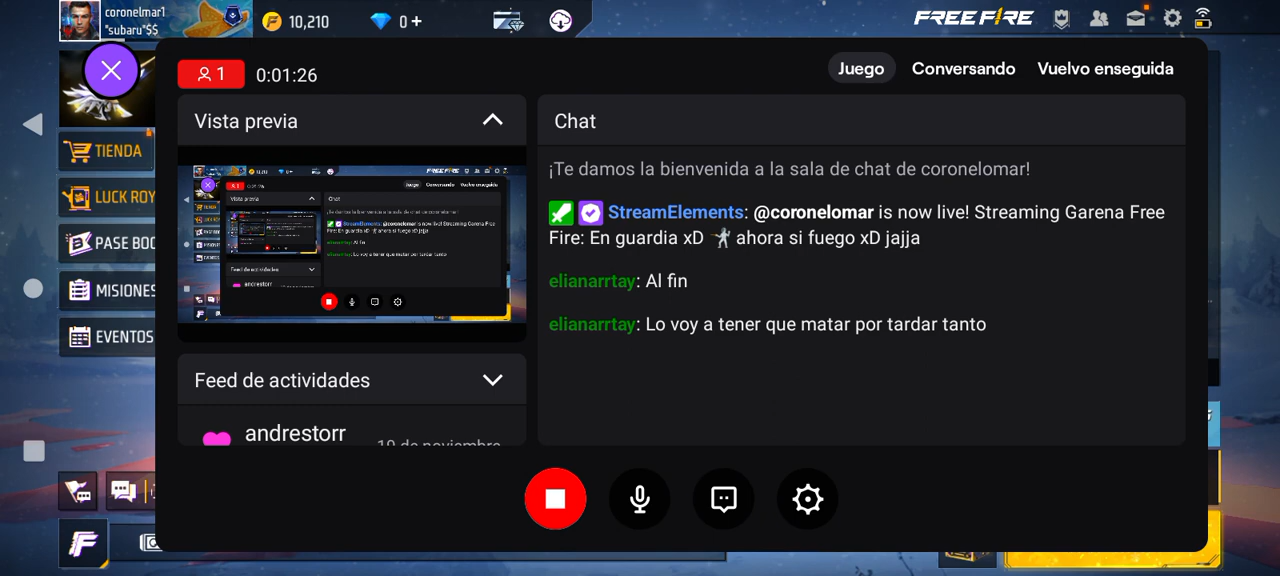 coronelmar1
*subaru*$$
10,210
0 +
FREE FIRE
1
0:01:26
Juego
Conversando
Vuelvo enseguida
TIENDA
LUCK ROY
PASE BOO
MISIONES
EVENTOS
Vista previa
Chat
¡Te damos la bienvenida a la sala de chat de coronelomar!
StreamElements: @coronelomar is now live! Streaming Garena Free
Fire: En guardia xD 🤺 ahora si fuego xD jajja
elianarrtay: Al fin
elianarrtay: Lo voy a tener que matar por tardar tanto
Feed de actividades
andrestorr
19 de noviembre